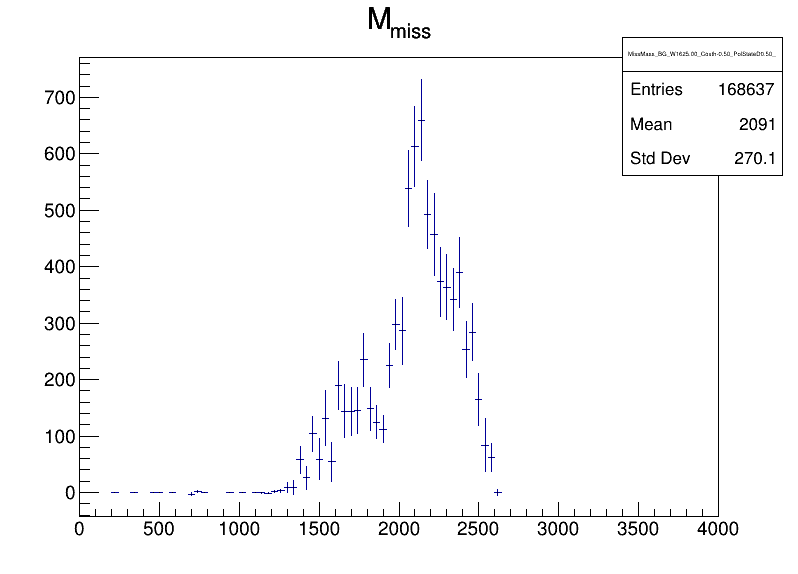 M_miss
MissMass_BG_W1625.00_Costh-0.50_PolStateD0.50_
Entries 168637
Mean 2091
Std Dev 270.1
700
600
500
400
300
200
100
0
0 500 1000 1500 2000 2500 3000 3500 4000